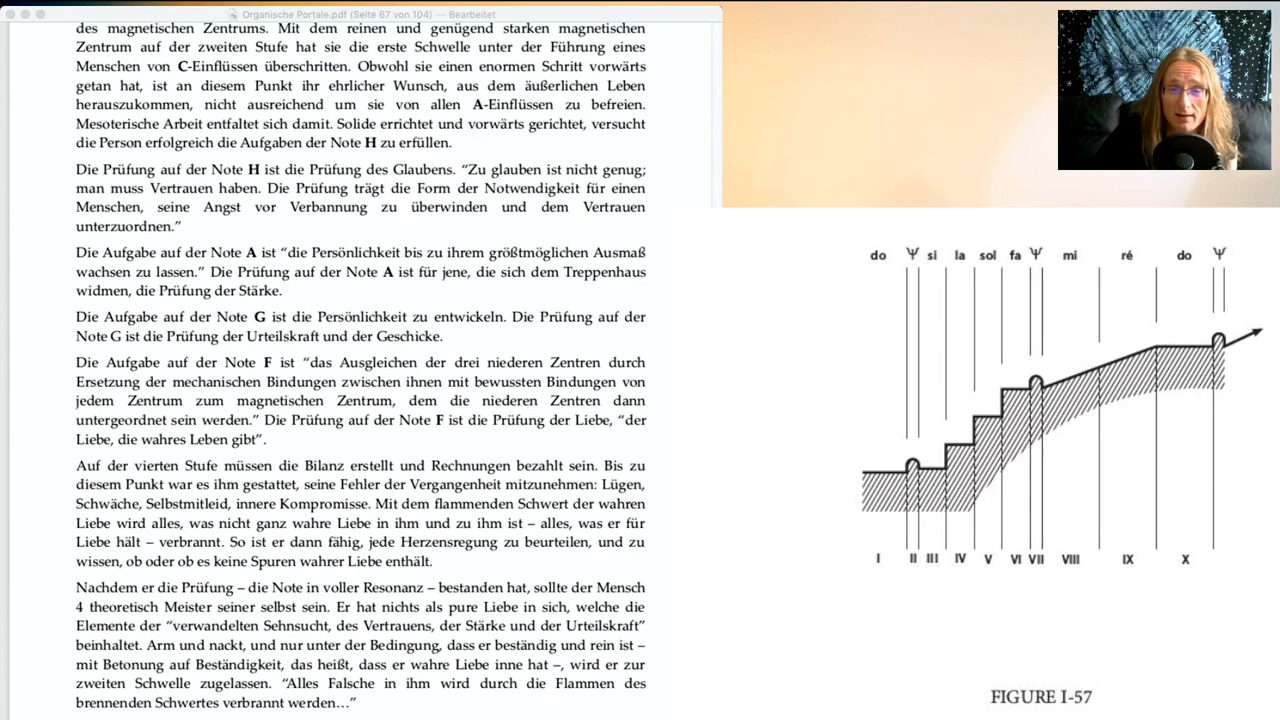 Organische Portale.pdf (Seite 67 von 104) — Bearbeitet
des magnetischen Zentrums. Mit dem reinen und genügend starken magnetischen
Zentrum auf der zweiten Stufe hat sie die erste Schwelle unter der Führung eines
Menschen von C-Einflüssen überschritten. Obwohl sie einen enormen Schritt vorwärts
getan hat, ist an diesem Punkt ihr ehrlicher Wunsch, aus dem äußerlichen Leben
herauszukommen, nicht ausreichend um sie von allen A-Einflüssen zu befreien.
Mesoterische Arbeit entfaltet sich damit. Solide errichtet und vorwärts gerichtet, versucht
die Person erfolgreich die Aufgaben der Note H zu erfüllen.
Die Prüfung auf der Note H ist die Prüfung des Glaubens. “Zu glauben ist nicht genug;
man muss Vertrauen haben. Die Prüfung trägt die Form der Notwendigkeit für einen
Menschen, seine Angst vor Verbannung zu überwinden und dem Vertrauen
unterzuordnen.”
Die Aufgabe auf der Note A ist “die Persönlichkeit bis zu ihrem größtmöglichen Ausmaß
wachsen zu lassen.” Die Prüfung auf der Note A ist für jene, die sich dem Treppenhaus
widmen, die Prüfung der Stärke.
Die Aufgabe auf der Note G ist die Persönlichkeit zu entwickeln. Die Prüfung auf der
Note G ist die Prüfung der Urteilskraft und der Geschicke.
Die Aufgabe auf der Note F ist “das Ausgleichen der drei niederen Zentren durch
Ersetzung der mechanischen Bindungen zwischen ihnen mit bewussten Bindungen von
jedem Zentrum zum magnetischen Zentrum, dem die niederen Zentren dann
untergeordnet sein werden.” Die Prüfung auf der Note F ist die Prüfung der Liebe, “der
Liebe, die wahres Leben gibt”.
Auf der vierten Stufe müssen die Bilanz erstellt und Rechnungen bezahlt sein. Bis zu
diesem Punkt war es ihm gestattet, seine Fehler der Vergangenheit mitzunehmen: Lügen,
Schwäche, Selbstmitleid, innere Kompromisse. Mit dem flammenden Schwert der wahren
Liebe wird alles, was nicht ganz wahre Liebe in ihm und zu ihm ist – alles, was er für
Liebe hält – verbrannt. So ist er dann fähig, jede Herzensregung zu beurteilen, und zu
wissen, ob oder ob es keine Spuren wahrer Liebe enthält.
Nachdem er die Prüfung – die Note in voller Resonanz – bestanden hat, sollte der Mensch
4 theoretisch Meister seiner selbst sein. Er hat nichts als pure Liebe in sich, welche die
Elemente der “verwandelten Sehnsucht, des Vertrauens, der Stärke und der Urteilskraft”
beinhaltet. Arm und nackt, und nur unter der Bedingung, dass er beständig und rein ist –
mit Betonung auf Beständigkeit, das heißt, dass er wahre Liebe inne hat –, wird er zur
zweiten Schwelle zugelassen. “Alles Falsche in ihm wird durch die Flammen des
brennenden Schwertes verbrannt werden…”
do Ψ si la sol fa Ψ mi ré do Ψ
I II III IV V VI VII VIII IX X
FIGURE I-57